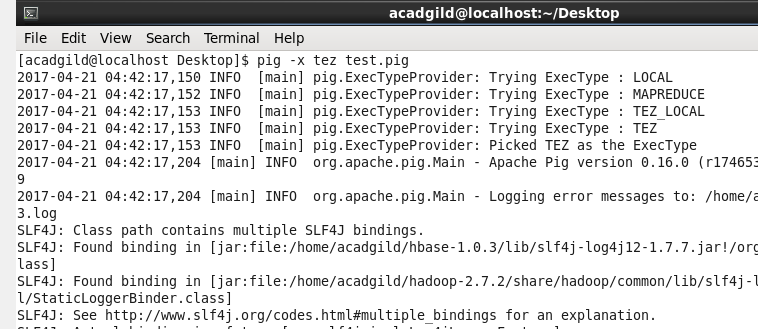 acadgild@localhost:~/Desktop
File Edit View Search Terminal Help
[acadgild@localhost Desktop]$ pig -x tez test.pig
2017-04-21 04:42:17,150 INFO  [main] pig.ExecTypeProvider: Trying ExecType : LOCAL
2017-04-21 04:42:17,152 INFO  [main] pig.ExecTypeProvider: Trying ExecType : MAPREDUCE
2017-04-21 04:42:17,153 INFO  [main] pig.ExecTypeProvider: Trying ExecType : TEZ_LOCAL
2017-04-21 04:42:17,153 INFO  [main] pig.ExecTypeProvider: Trying ExecType : TEZ
2017-04-21 04:42:17,153 INFO  [main] pig.ExecTypeProvider: Picked TEZ as the ExecType
2017-04-21 04:42:17,204 [main] INFO  org.apache.pig.Main - Apache Pig version 0.16.0 (r174653
9
2017-04-21 04:42:17,204 [main] INFO  org.apache.pig.Main - Logging error messages to: /home/a
3.log
SLF4J: Class path contains multiple SLF4J bindings.
SLF4J: Found binding in [jar:file:/home/acadgild/hbase-1.0.3/lib/slf4j-log4j12-1.7.7.jar!/org
lass]
SLF4J: Found binding in [jar:file:/home/acadgild/hadoop-2.7.2/share/hadoop/common/lib/slf4j-l
l/StaticLoggerBinder.class]
SLF4J: See http://www.slf4j.org/codes.html#multiple_bindings for an explanation.